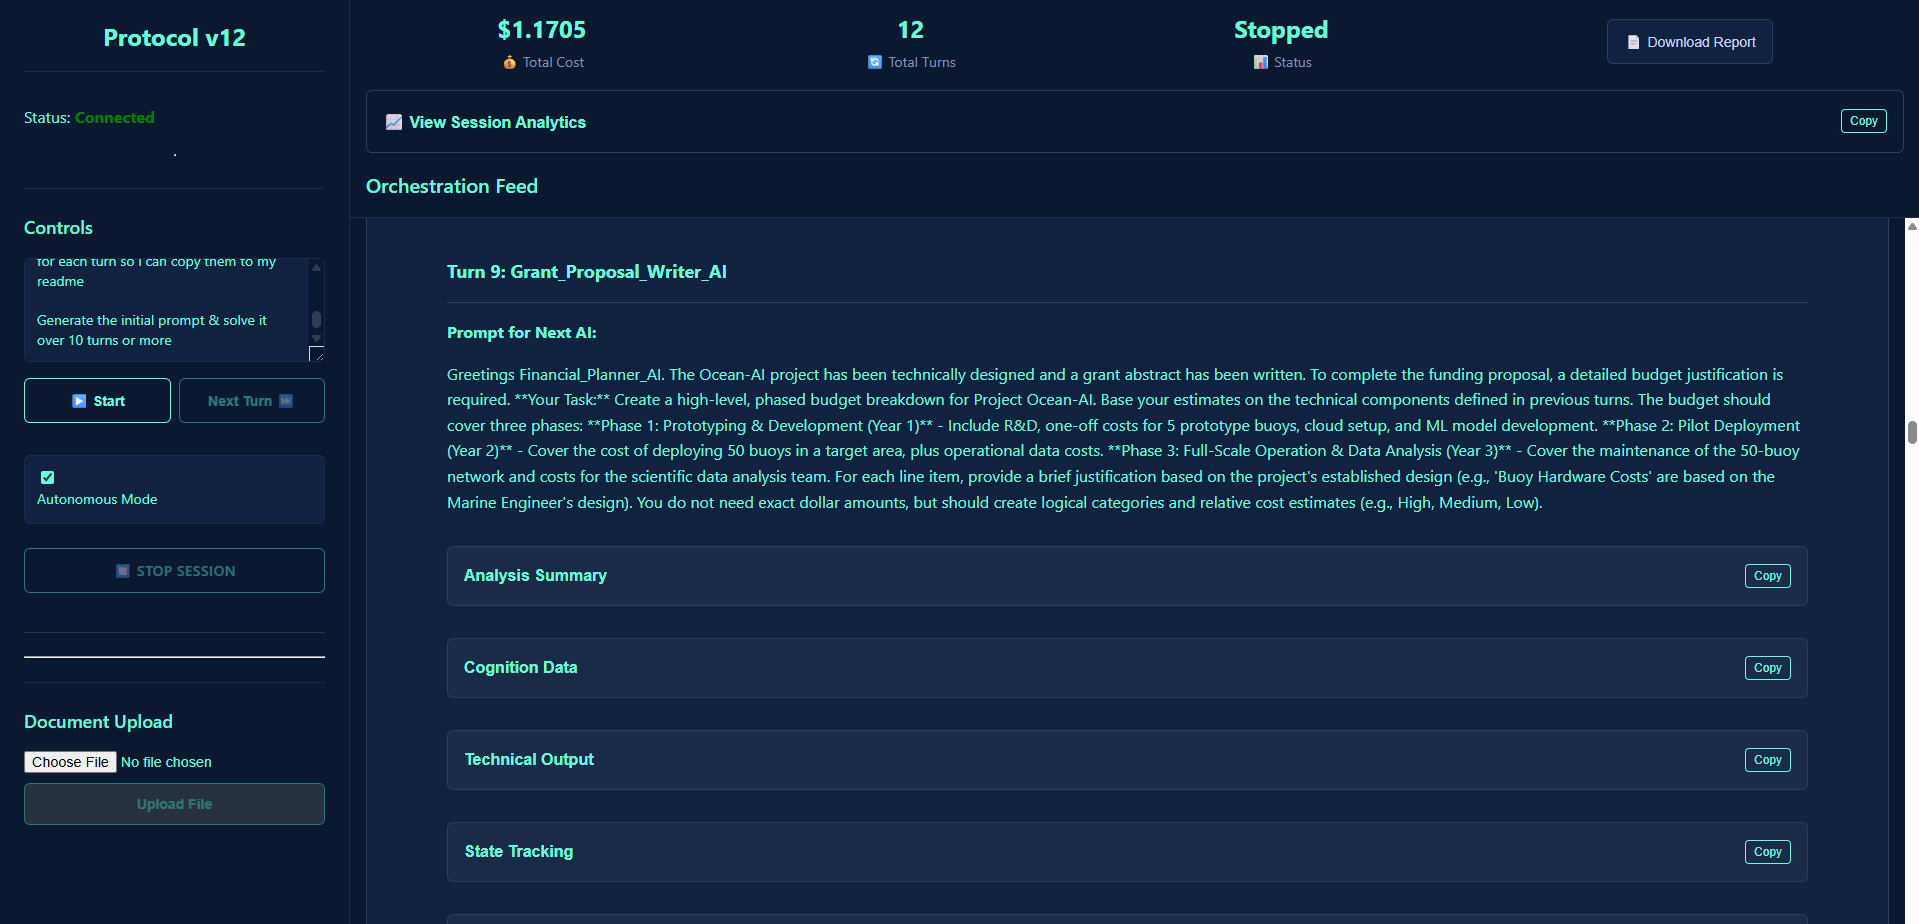 Protocol v12
Status: Connected
Controls
for each turn so I can copy them to my
readme
Generate the initial prompt & solve it
over 10 turns or more
Start
Next Turn
Autonomous Mode
STOP SESSION
Document Upload
Choose File No file chosen
Upload File
$1.1705
Total Cost
12
Total Turns
Stopped
Status
Download Report
View Session Analytics
Copy
Orchestration Feed
Turn 9: Grant_Proposal_Writer_AI
Prompt for Next AI:
Greetings Financial_Planner_AI. The Ocean-AI project has been technically designed and a grant abstract has been written. To complete the funding proposal, a detailed budget justification is
required. **Your Task:** Create a high-level, phased budget breakdown for Project Ocean-AI. Base your estimates on the technical components defined in previous turns. The budget should
cover three phases: **Phase 1: Prototyping & Development (Year 1)** - Include R&D, one-off costs for 5 prototype buoys, cloud setup, and ML model development. **Phase 2: Pilot Deployment
(Year 2)** - Cover the cost of deploying 50 buoys in a target area, plus operational data costs. **Phase 3: Full-Scale Operation & Data Analysis (Year 3)** - Cover the maintenance of the 50-buoy
network and costs for the scientific data analysis team. For each line item, provide a brief justification based on the project's established design (e.g., 'Buoy Hardware Costs' are based on the
Marine Engineer's design). You do not need exact dollar amounts, but should create logical categories and relative cost estimates (e.g., High, Medium, Low).
Analysis Summary
Copy
Cognition Data
Copy
Technical Output
Copy
State Tracking
Copy